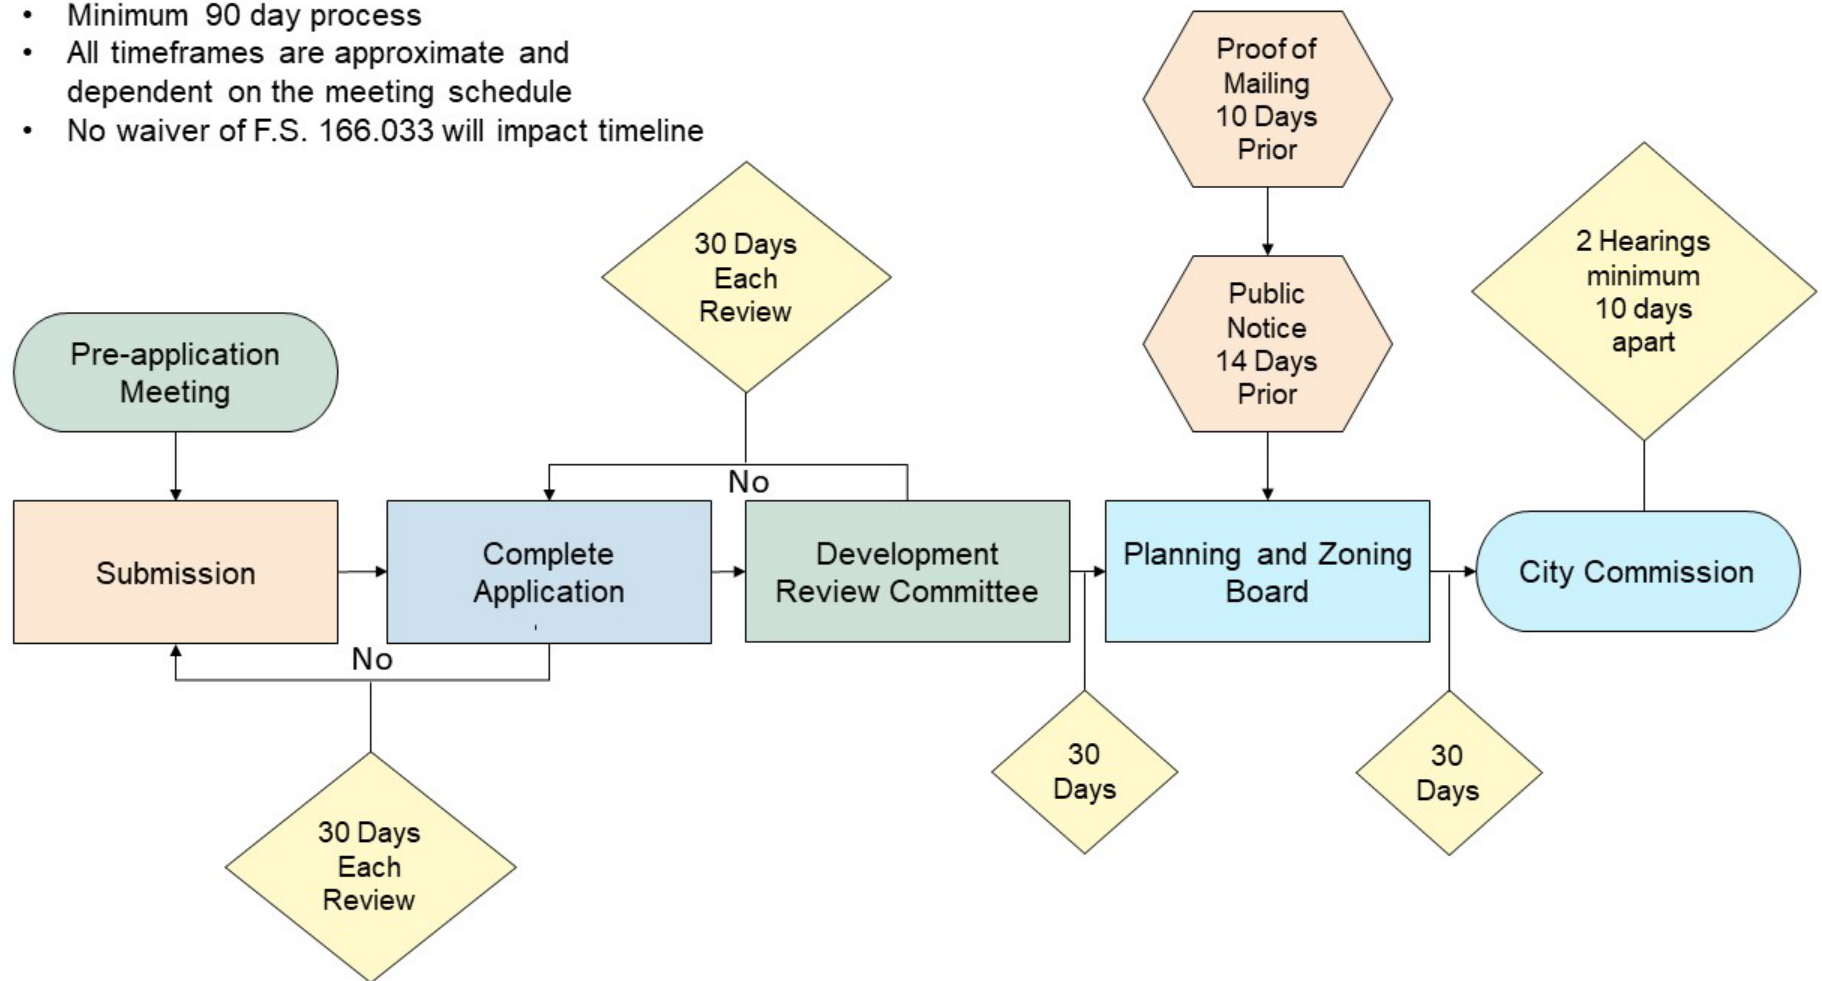 • Minimum 90 day process
• All timeframes are approximate and
dependent on the meeting schedule
• No waiver of F.S. 166.033 will impact timeline
Proof of
Mailing
10 Days
Prior
30 Days
Each
Review
Public
Notice
14 Days
Prior
2 Hearings
minimum
10 days
apart
Pre-application
Meeting
No
Submission
Complete
Application
Development
Review Committee
Planning and Zoning
Board
City Commission
No
30 Days
Each
Review
30
Days
30
Days